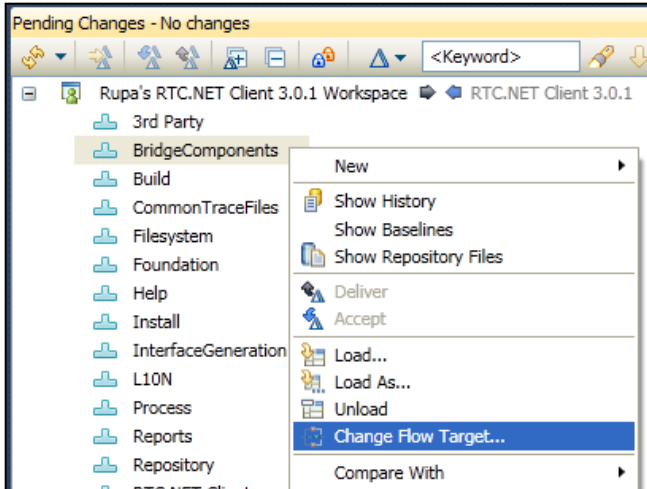 Pending Changes - No changes
<Keyword>
Rupa's RTC.NET Client 3.0.1 Workspace RTC.NET Client 3.0.1
3rd Party
BridgeComponents
Build
CommonTraceFiles
Filesystem
Foundation
Help
Install
InterfaceGeneration
L10N
Process
Reports
Repository
New
Show History
Show Baselines
Show Repository Files
Deliver
Accept
Load...
Load As...
Unload
Change Flow Target...
Compare With